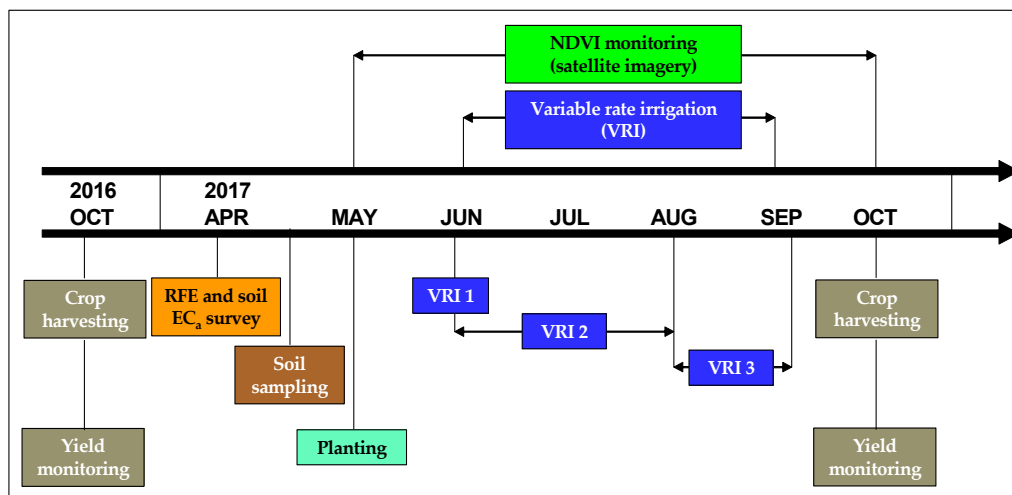 NDVI monitoring
(satellite imagery)
Variable rate irrigation
(VRI)
2016
OCT
2017
APR
MAY
JUN
JUL
AUG
SEP
OCT
Crop
harvesting
RFE and soil
ECa survey
Soil
sampling
Planting
Yield
monitoring
VRI 1
VRI 2
VRI 3
Crop
harvesting
Yield
monitoring